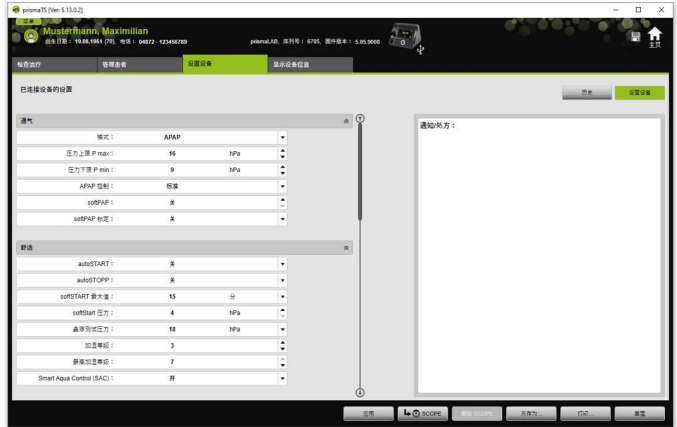 prismaTS [Ver: 5.13.0.2]
工单
Mustermann, Maximilian
出生日期： 19.08.1951 (70), 电话： 04872 - 123456789
prismaLAB, 序列号： 6795, 固件版本： 5.05.9008
主页
检查治疗 管理患者 设置设备 显示设备信息
已连接设备的设置
历史 设置设备
通气
模式： APAP
压力上限 P max： 16 hPa
压力下限 P min： 9 hPa
APAP 控制： 标准
softPAP： 关
softPAP 锁定： 关
舒适
autoSTART： 关
autoSTOPP： 关
softSTART 最大值： 15 分
softStart 压力： 4 hPa
鼻罩测试压力： 18 hPa
加湿等级： 3
最高加湿等级： 7
Smart Aqua Control (SAC)： 开
通知/处方：
应用 SCOPE 删除 SCOPE 另存为... 打印... 重置